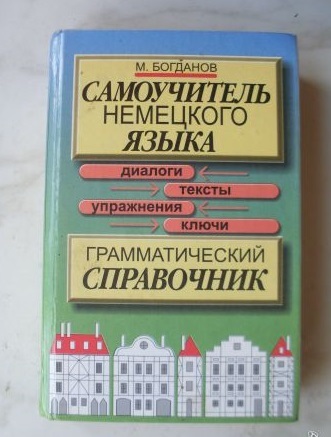 М. БОГДАНОВ
САМОУЧИТЕЛЬ
НЕМЕЦКОГО
ЯЗЫКА
диалоги
тексты
упражнения
ключи
ГРАММАТИЧЕСКИЙ
СПРАВОЧНИК